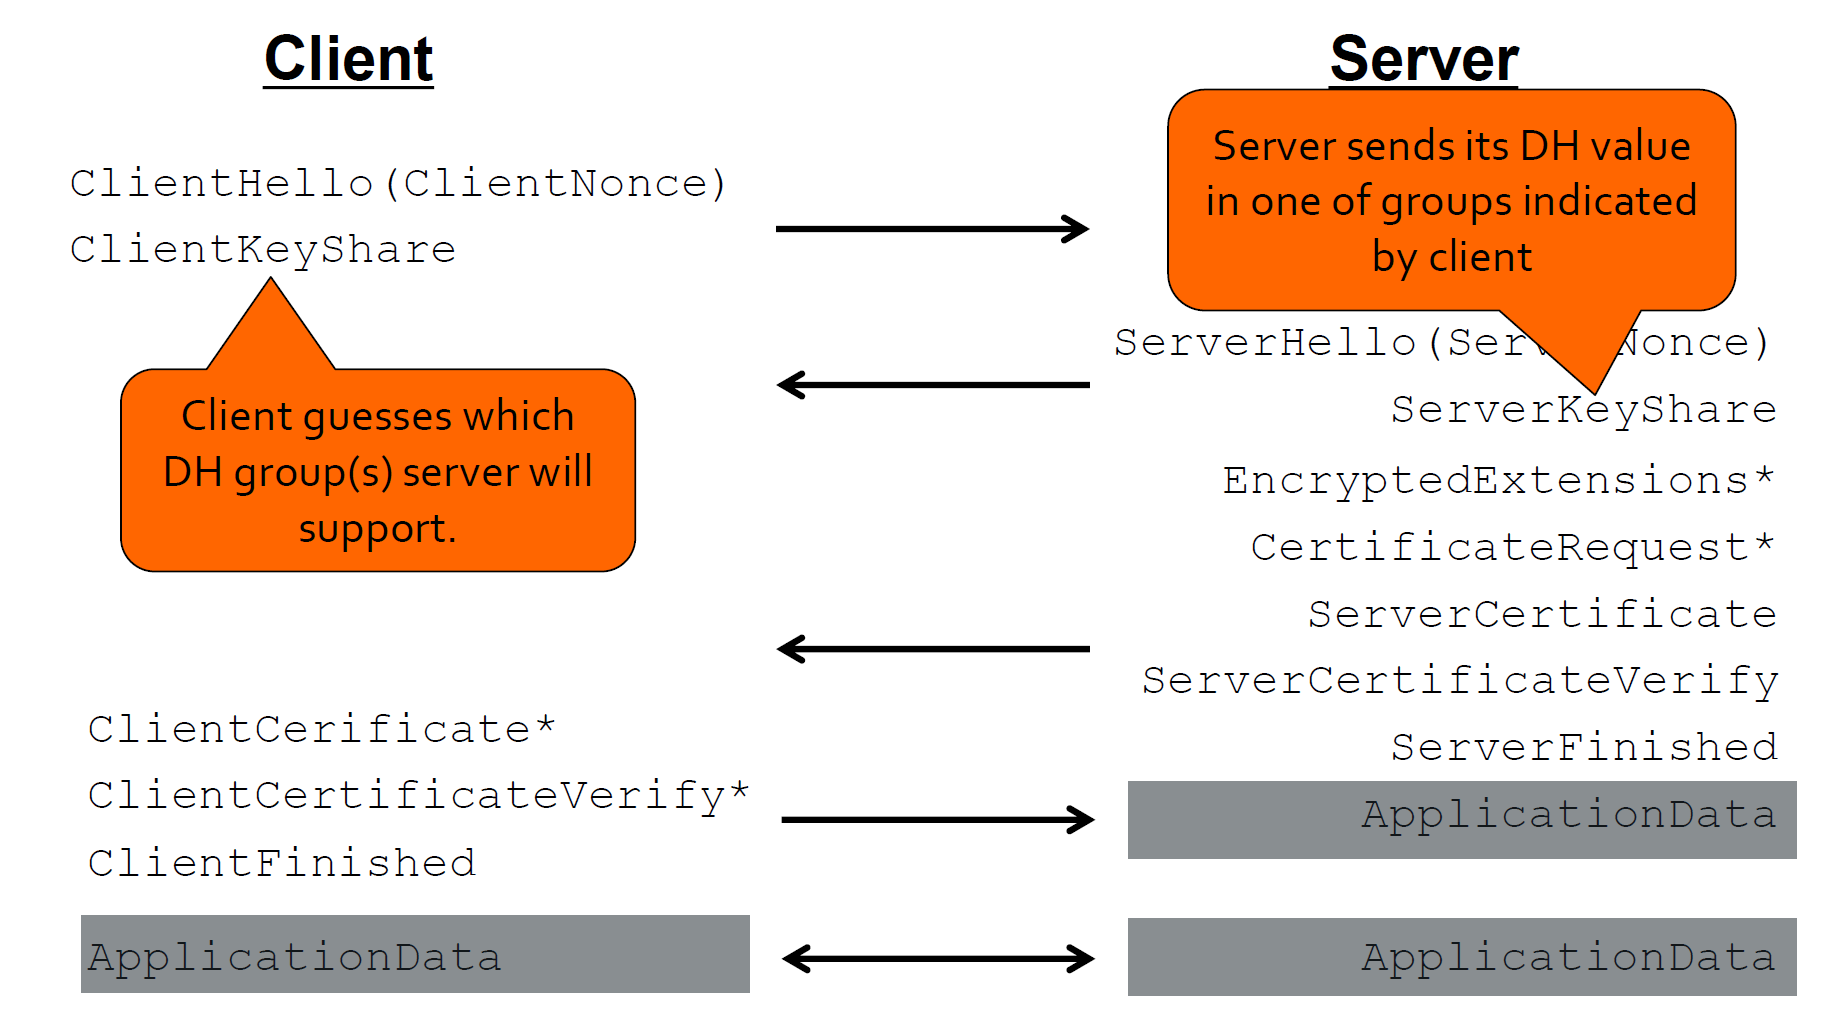 Client
Server
ClientHello(ClientNonce)
ClientKeyShare
Server sends its DH value
in one of groups indicated
by client
Client guesses which
DH group(s) server will
support.
ServerHello(Ser Nonce)
ServerKeyShare
EncryptedExtensions*
CertificateRequest*
ServerCertificate
ServerCertificateVerify
ServerFinished
ApplicationData
ClientCerificate*
ClientCertificateVerify*
ClientFinished
ApplicationData
ApplicationData